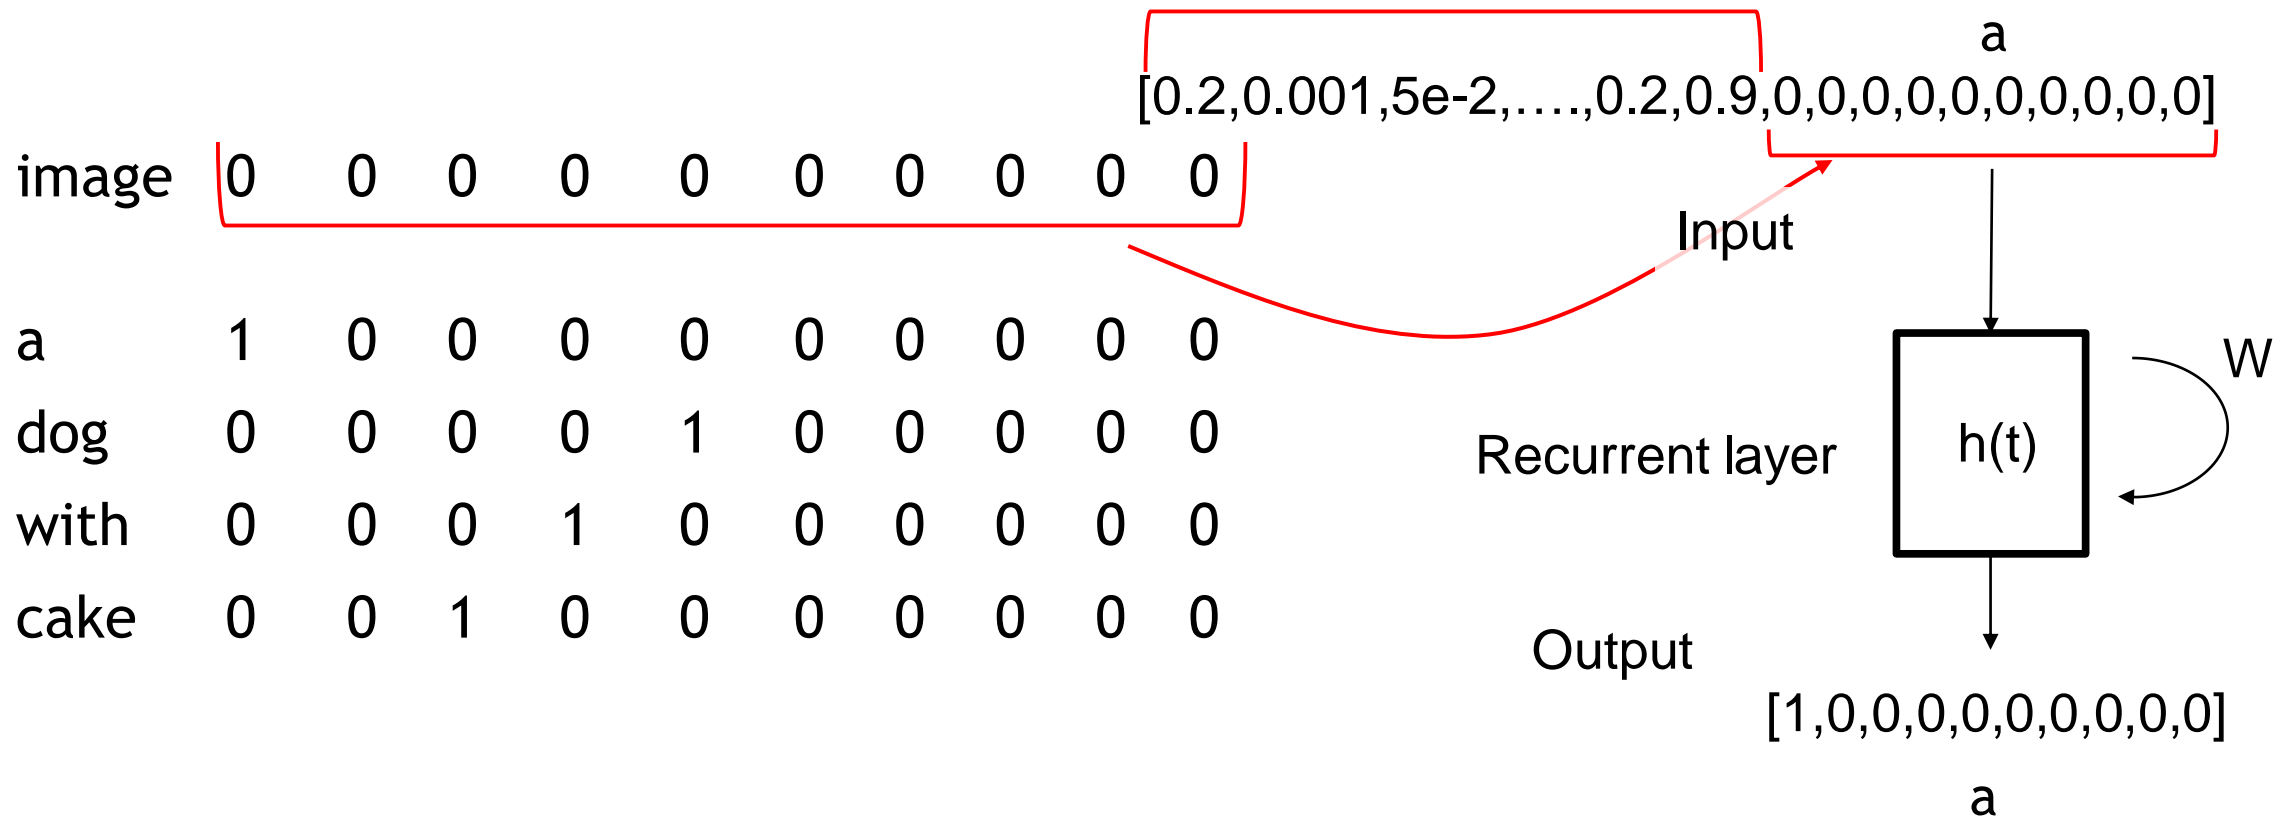 a
[0.2,0.001,5e-2,….,0.2,0.9,0,0,0,0,0,0,0,0,0,0]
image 0 0 0 0 0 0 0 0 0 0
Input
a 1 0 0 0 0 0 0 0 0 0
W
dog 0 0 0 0 1 0 0 0 0 0
Recurrent layer h(t)
with 0 0 0 1 0 0 0 0 0 0
cake 0 0 1 0 0 0 0 0 0 0
Output
[1,0,0,0,0,0,0,0,0,0]
a